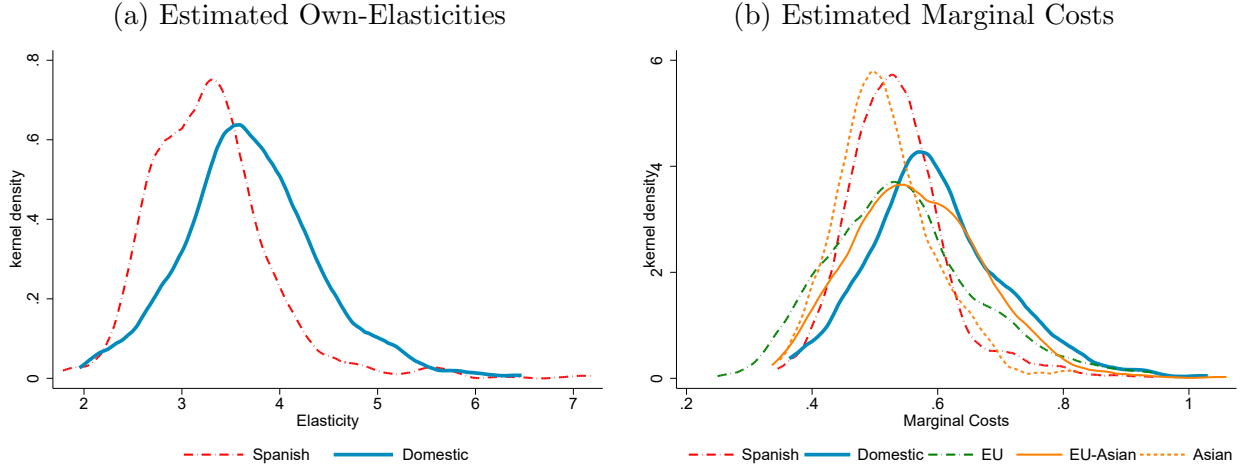 (a) Estimated Own-Elasticities
kernel density
.8
.6
.4
.2
0
2 3 4 5 6 7
Elasticity
Spanish Domestic
(b) Estimated Marginal Costs
kernel density
6
4
2
0
.2 .4 .6 .8 1
Marginal Costs
Spanish Domestic EU EU-Asian Asian